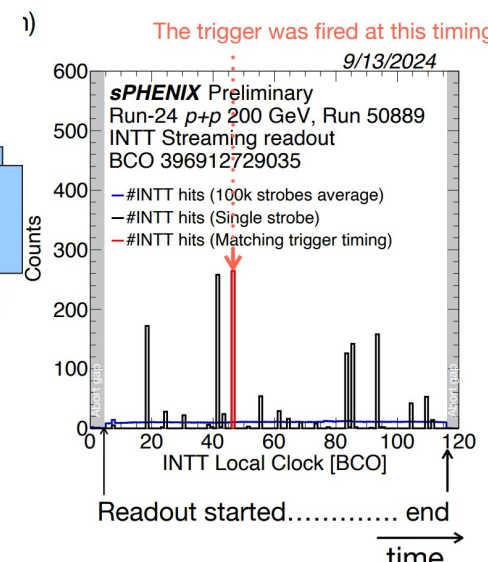 )
The trigger was fired at this timing
9/13/2024
sPHENIX Preliminary
Run-24 p+p 200 GeV, Run 50889
INTT Streaming readout
BCO 396912729035
#INTT hits (100k strobes average)
#INTT hits (Single strobe)
#INTT hits (Matching trigger timing)
Counts
600
500
400
300
200
100
0
Abort gap
Abort gap
0 20 40 60 80 100 120
INTT Local Clock [BCO]
Readout started............. end
time